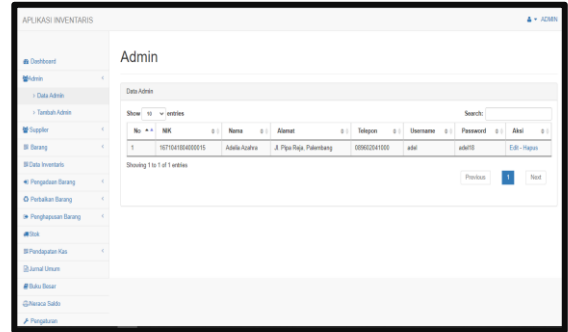 APLIKASI INVENTARIS
ADMIN
Dashboard
Admin
Data Admin
Tambah Admin
Supplier
Barang
Data Inventaris
Pengadaan Barang
Perbaikan Barang
Penghapusan Barang
Stok
Pendapatan Kas
Jurnal Umum
Buku Besar
Neraca Saldo
Pengaturan
Admin
Data Admin
Show 10 entries
Search:
No NIK Nama Alamat Telepon Username Password Aksi
1 1671041004000015 Adelia Azahra Jl. Pipa Reja, Palembang 089602041000 adel adel10 Edit - Hapus
Showing 1 to 1 of 1 entries
Previous 1 Next